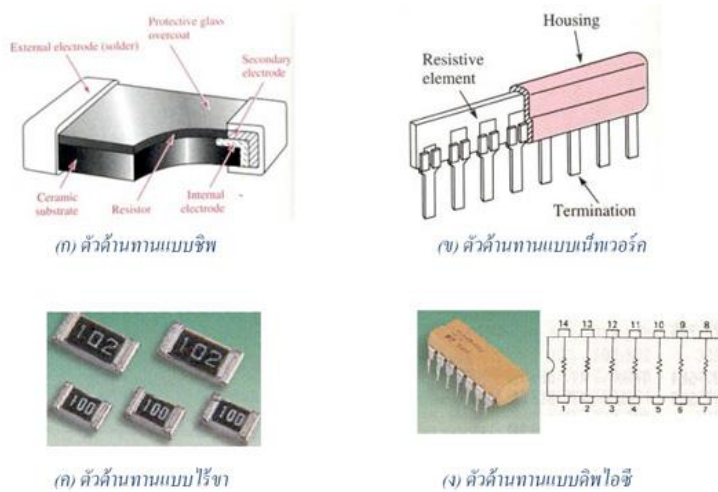 Protective glass
overcoat
External electrode (solder)
Secondary
electrode
Ceramic
substrate
Resistor
Internal
electrode
(ก) ตัวต้านทานแบบชิพ
Housing
Resistive
element
Termination
(ข) ตัวต้านทานแบบเน็ทเวอร์ค
102
102
100
100
100
(ค) ตัวต้านทานแบบไร้ขา
14 13 12 11 10 9 8
1 2 3 4 5 6 7
(ง) ตัวต้านทานแบบดิพไอซี